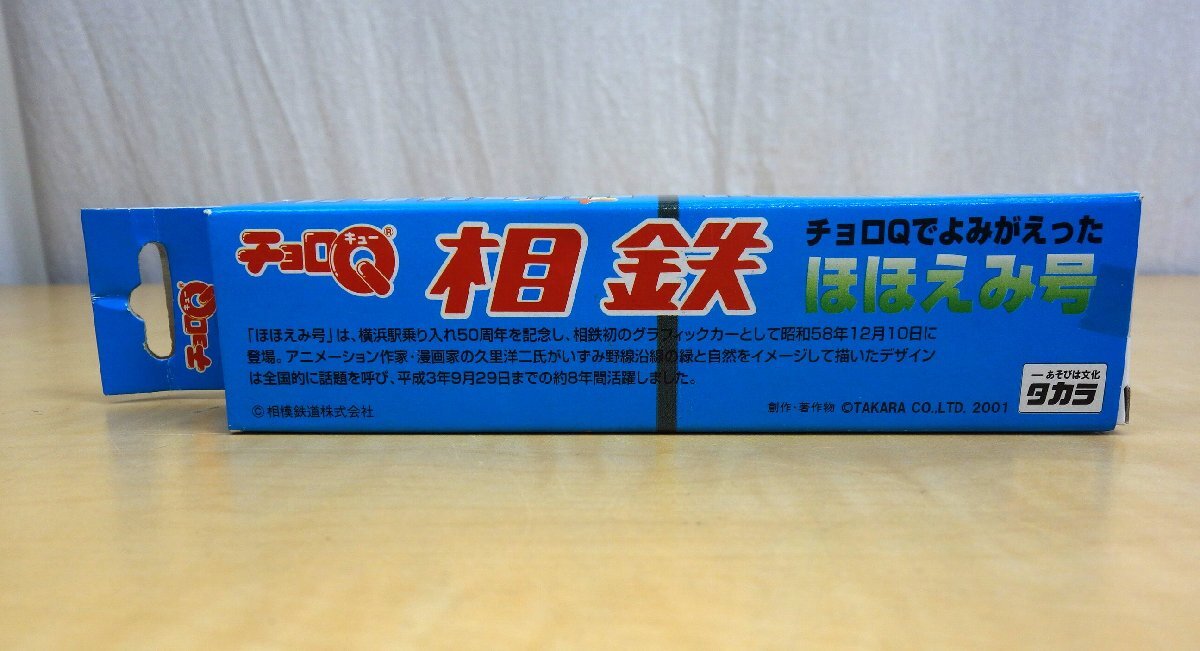 チョロQ®
キュー
相鉄
チョロQでよみがえった
ほほえみ号
「ほほえみ号」は、横浜駅乗り入れ50周年を記念し、相鉄初のグラフィックカーとして昭和58年12月10日に
登場。アニメーション作家・漫画家の久里洋二氏がいずみ野線沿線の緑と自然をイメージして描いたデザイン
は全国的に話題を呼び、平成3年9月29日までの約8年間活躍しました。
©相模鉄道株式会社
創作・著作物 ©TAKARA CO.,LTD. 2001
ーあそびは文化
タカラ
チョロQ
キュー